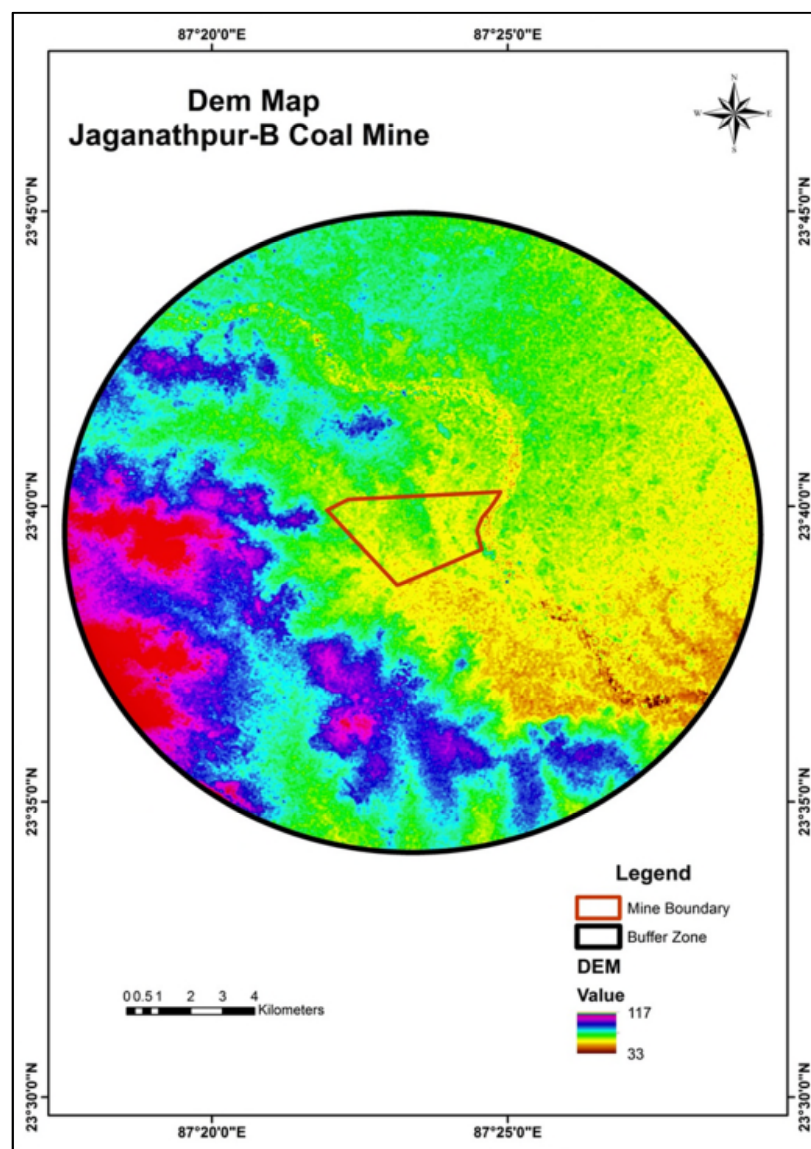 87°20'0"E 87°25'0"E
Dem Map
Jaganathpur-B Coal Mine
N
W E
S
23°45'0"N 23°45'0"N
23°40'0"N 23°40'0"N
23°35'0"N 23°35'0"N
Legend
Mine Boundary
Buffer Zone
DEM
Value
117
33
0 0.5 1 2 3 4
Kilometers
23°30'0"N 23°30'0"N
87°20'0"E 87°25'0"E